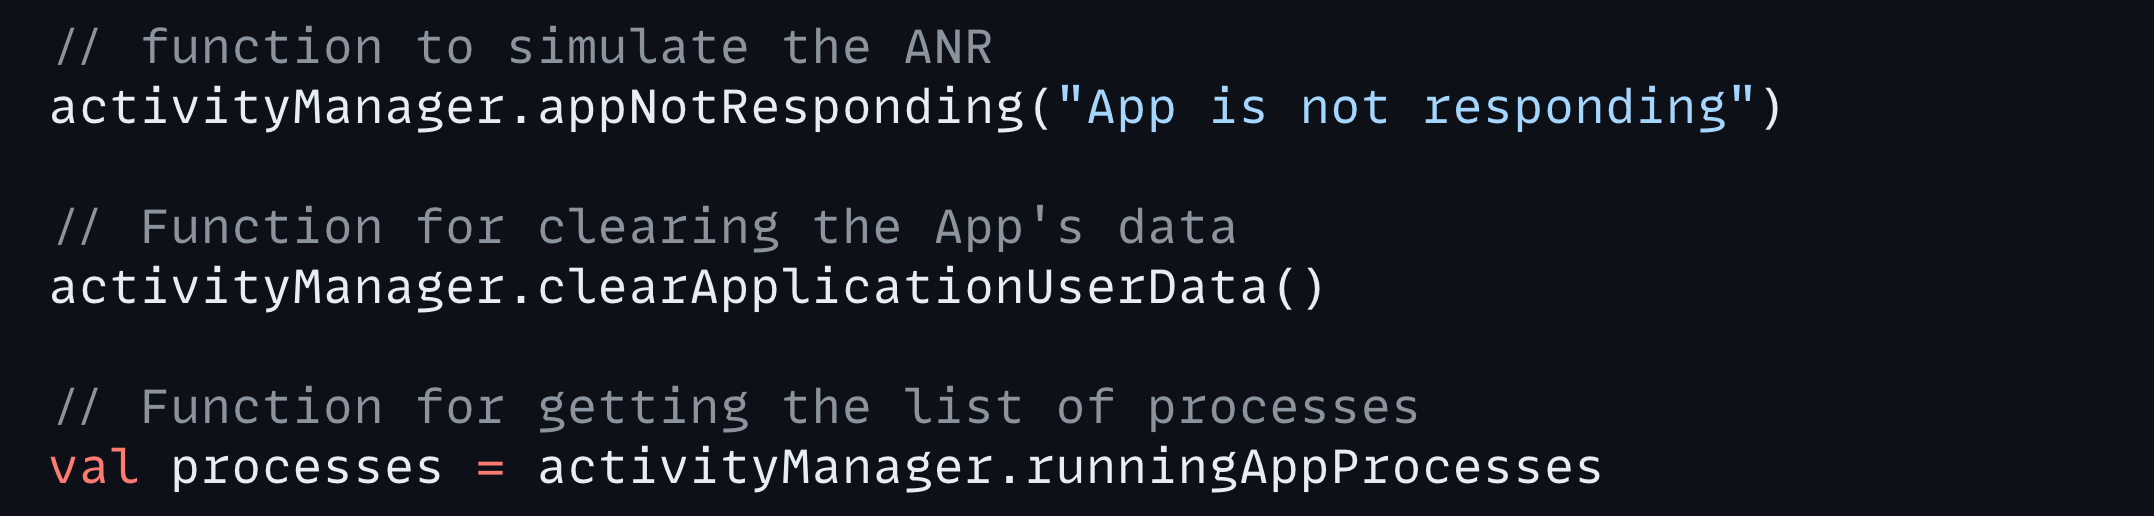 // function to simulate the ANR
activityManager.appNotResponding("App is not responding")
// Function for clearing the App's data
activityManager.clearApplicationUserData()
// Function for getting the list of processes
val processes = activityManager.runningAppProcesses